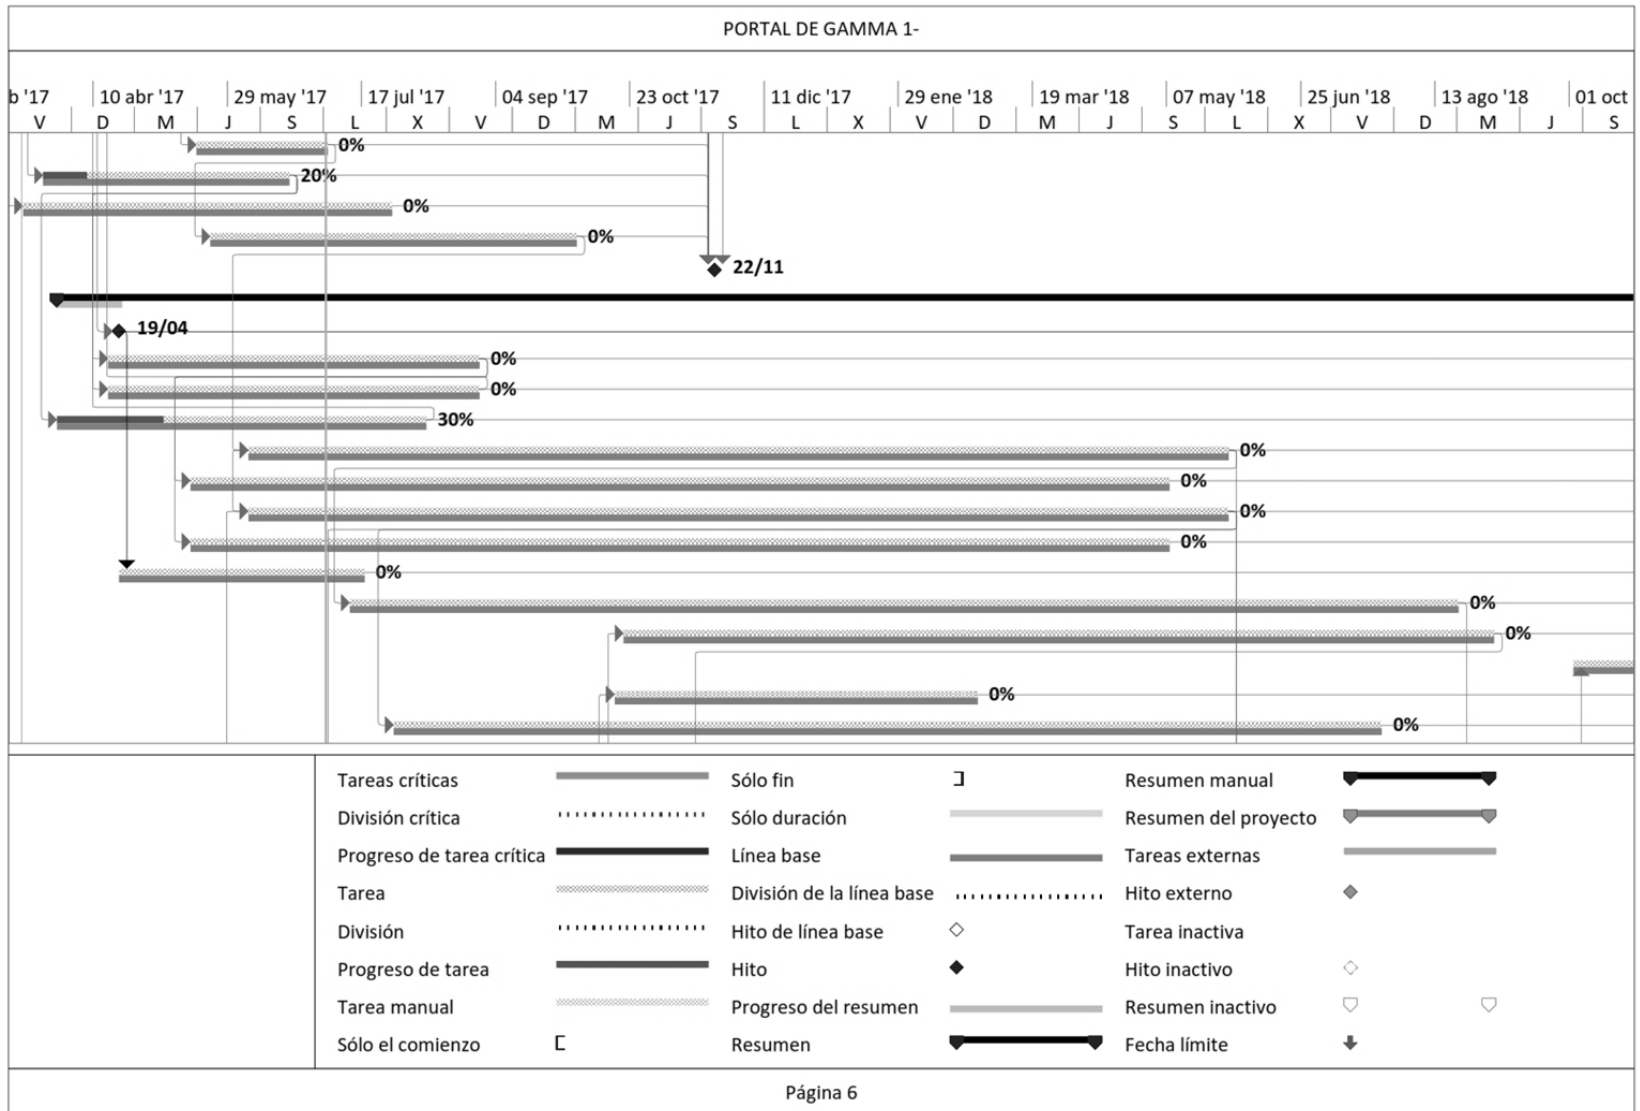 PORTAL DE GAMMA 1-
b '17 10 abr '17 29 may '17 17 jul '17 04 sep '17 23 oct '17 11 dic '17 29 ene '18 19 mar '18 07 may '18 25 jun '18 13 ago '18 01 oct
V D M J S L X V D M J S L X V D M J S L X V D M J S
0%
20%
0%
0%
22/11
19/04
0%
0%
30%
0%
0%
0%
0%
0%
0%
0%
0%
0%
Tareas críticas Sólo fin Resumen manual
División crítica Sólo duración Resumen del proyecto
Progreso de tarea crítica Línea base Tareas externas
Tarea División de la línea base Hito externo
División Hito de línea base Tarea inactiva
Progreso de tarea Hito Hito inactivo
Tarea manual Progreso del resumen Resumen inactivo
Sólo el comienzo Resumen Fecha límite
Página 6